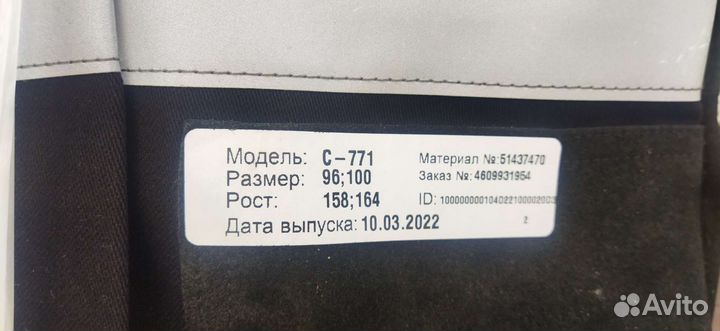 Модель: С-771
Размер: 96;100
Рост: 158;164
Дата выпуска: 10.03.2022
Материал №:51437470
Заказ №:4609931954
ID:
2
Avito